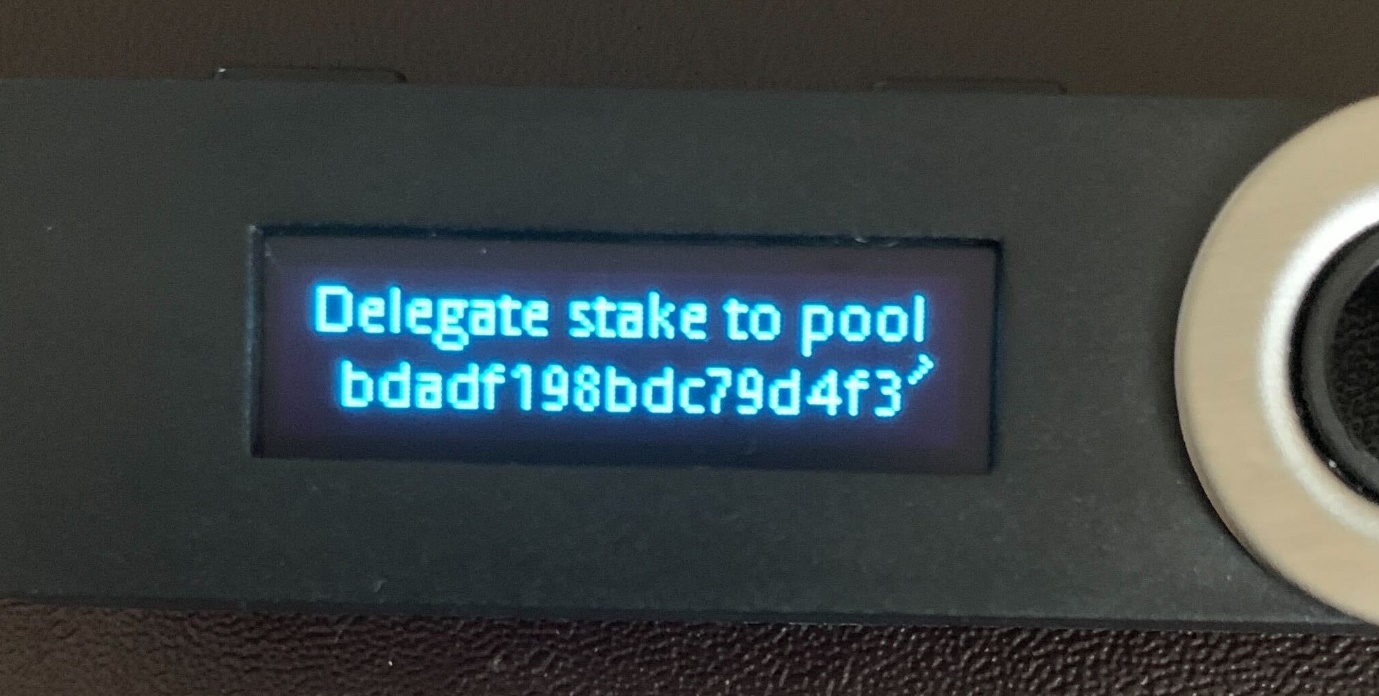 Delegate stake to pool
bdadf198bdc79d4f3